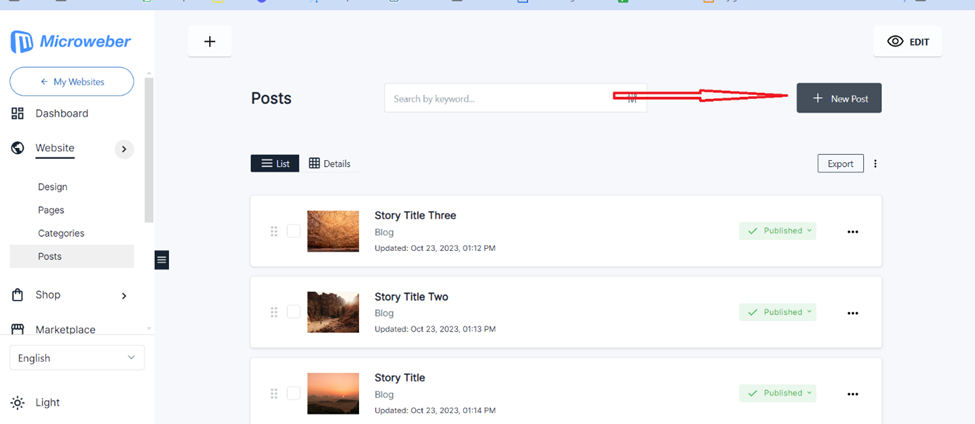 Microweber
← My Websites
Dashboard
Website
Design
Pages
Categories
Posts
Shop
Marketplace
English
Light
+
EDIT
Posts
Search by keyword...
+ New Post
List
Details
Export
Story Title Three
Blog
Updated: Oct 23, 2023, 01:12 PM
Published
Story Title Two
Blog
Updated: Oct 23, 2023, 01:13 PM
Published
Story Title
Blog
Updated: Oct 23, 2023, 01:14 PM
Published